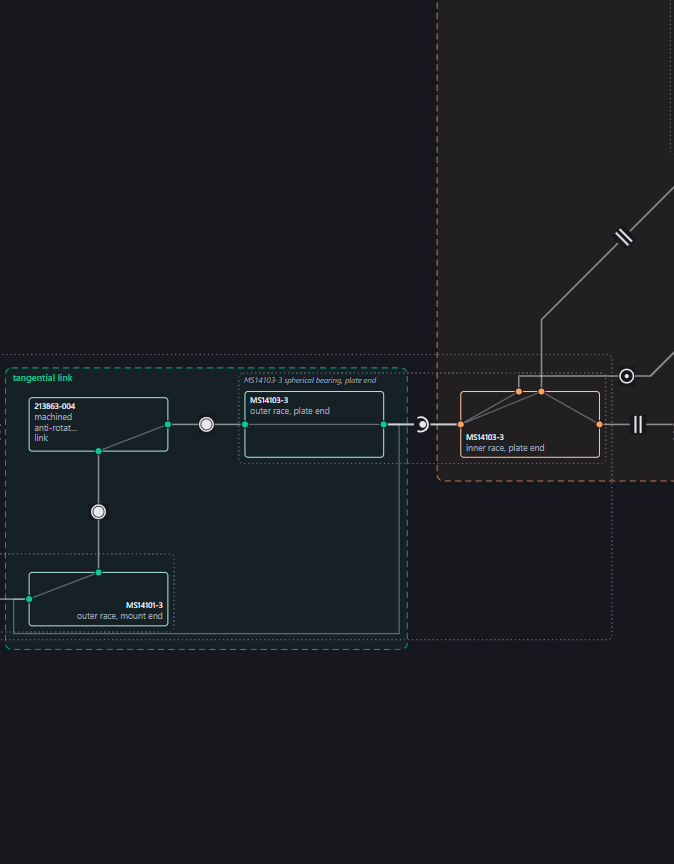 tangential link
MS14103-3 spherical bearing, plate end
213863-004
machined
anti-rotat...
link
MS14103-3
outer race, plate end
MS14103-3
inner race, plate end
MS14101-3
outer race, mount end